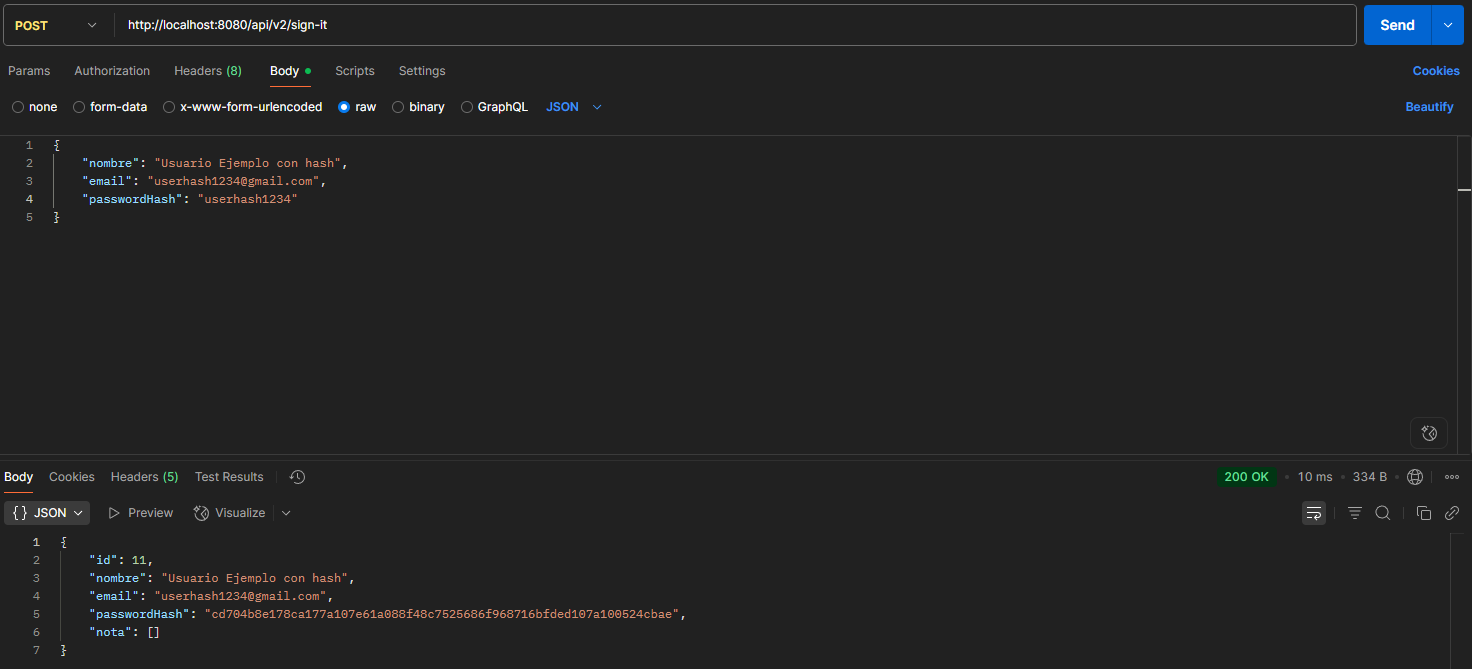 POST http://localhost:8080/api/v2/sign-it Send
Params Authorization Headers (8) Body Scripts Settings Cookies
none form-data x-www-form-urlencoded raw binary GraphQL JSON Beautify
1 {
2 "nombre": "Usuario Ejemplo con hash",
3 "email": "userhash1234@gmail.com",
4 "passwordHash": "userhash1234"
5 }
Body Cookies Headers (5) Test Results 200 OK 10 ms 334 B
{} JSON Preview Visualize
1 {
2 "id": 11,
3 "nombre": "Usuario Ejemplo con hash",
4 "email": "userhash1234@gmail.com",
5 "passwordHash": "cd704b8e178ca177a107e61a088f48c7525686f968716bfded107a100524cbae",
6 "nota": []
7 }